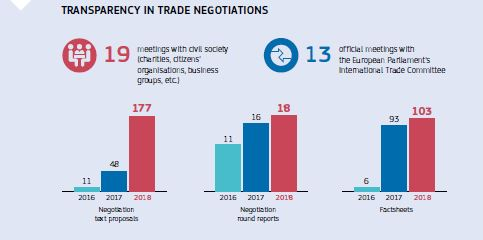 TRANSPARENCY IN TRADE NEGOTIATIONS
19
meetings with civil society
(charities, citizens'
organisations, business
groups, etc.)
13
official meetings with
the European Parliament's
International Trade Committee
11
48
177
2016 2017 2018
Negotiation
text proposals
11
16
18
2016 2017 2018
Negotiation
round reports
6
93
103
2016 2017 2018
Factsheets